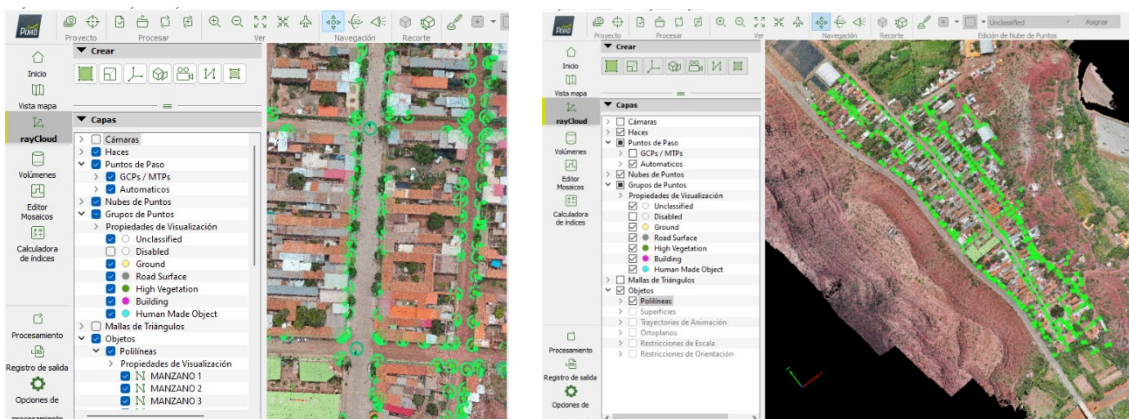 Proyecto
Procesar
Ver
Navegación
Recorte
Inicio
Vista mapa
rayCloud
Volúmenes
Editor
Mosaicos
Calculadora
de índices
Procesamiento
Registro de salida
Opciones de
procesamiento
Crear
Capas
Cámaras
Haces
Puntos de Paso
GCPs / MTPs
Automaticos
Nubes de Puntos
Grupos de Puntos
Propiedades de Visualización
Unclassified
Disabled
Ground
Road Surface
High Vegetation
Building
Human Made Object
Mallas de Triángulos
Objetos
Polilíneas
Propiedades de Visualización
MANZANO 1
MANZANO 2
MANZANO 3
Unclassified
Asignar
Proyecto
Procesar
Ver
Navegación
Recorte
Edición de Nube de Puntos
Inicio
Vista mapa
rayCloud
Volúmenes
Editor
Mosaicos
Calculadora
de índices
Procesamiento
Registro de salida
Opciones de
Crear
Capas
Cámaras
Haces
Puntos de Paso
GCPs / MTPs
Automaticos
Nubes de Puntos
Grupos de Puntos
Propiedades de Visualización
Unclassified
Disabled
Ground
Road Surface
High Vegetation
Building
Human Made Object
Mallas de Triángulos
Objetos
Polilíneas
Superficies
Trayectorias de Animación
Ortoplanos
Restricciones de Escala
Restricciones de Orientación